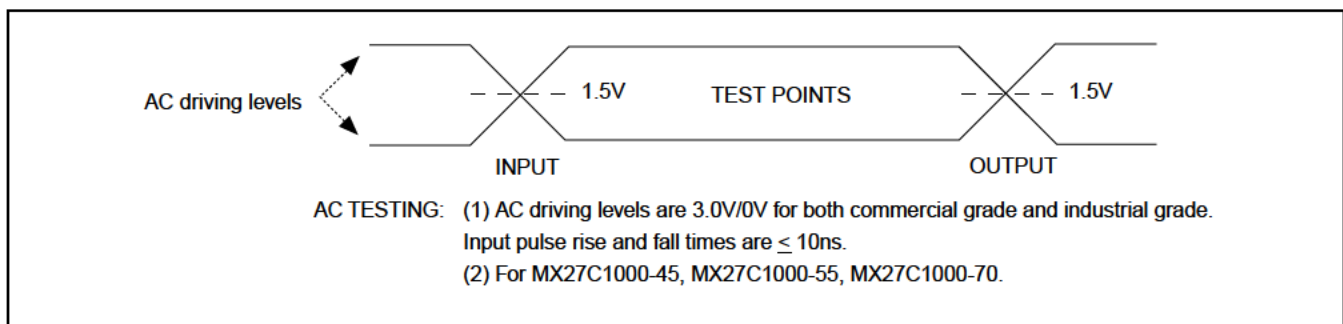 AC driving levels
1.5V
TEST POINTS
1.5V
INPUT
OUTPUT
AC TESTING: (1) AC driving levels are 3.0V/0V for both commercial grade and industrial grade.
Input pulse rise and fall times are ≤ 10ns.
(2) For MX27C1000-45, MX27C1000-55, MX27C1000-70.